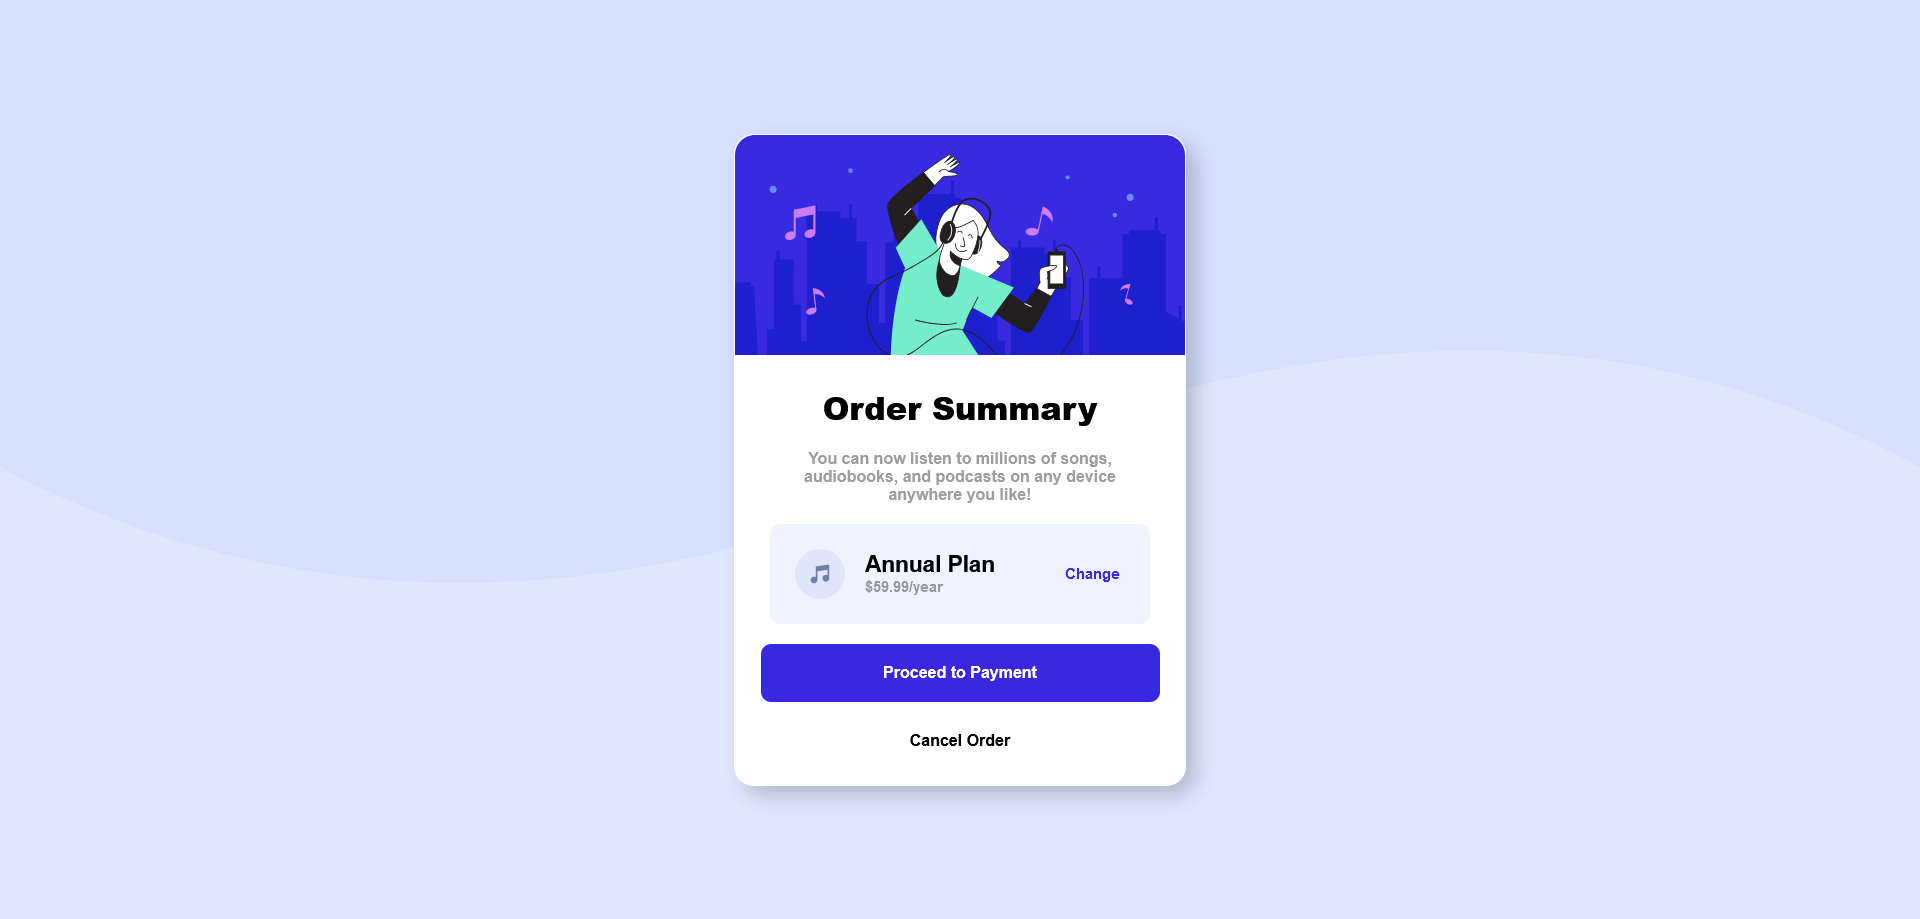 Order Summary
You can now listen to millions of songs,
audiobooks, and podcasts on any device
anywhere you like!
Annual Plan
$59.99/year
Change
Proceed to Payment
Cancel Order